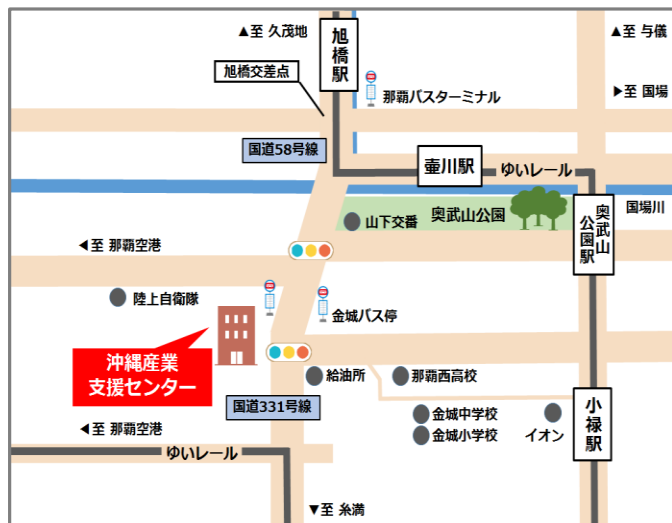 ▲至 久茂地
旭橋駅
▲至 与儀
旭橋交差点
那覇バスターミナル
▶至 国場
国道58号線
壷川駅
ゆいレール
奥武山
公園駅
国場川
奥武山公園
山下交番
◀至 那覇空港
陸上自衛隊
金城バス停
沖縄産業
支援センター
給油所
那覇西高校
国道331号線
金城中学校
金城小学校
イオン
小禄駅
◀至 那覇空港
ゆいレール
▼至 糸満